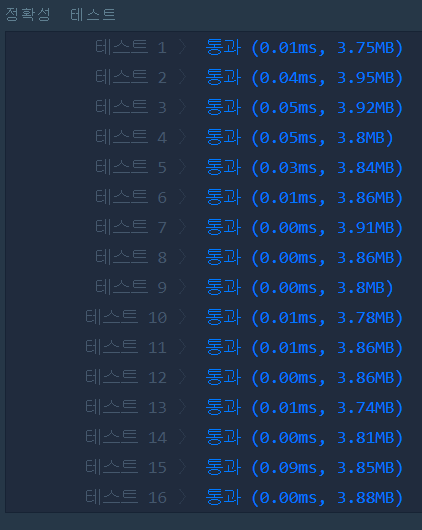 정확성 테스트
테스트 1 〉 통과 (0.01ms, 3.75MB)
테스트 2 〉 통과 (0.04ms, 3.95MB)
테스트 3 〉 통과 (0.05ms, 3.92MB)
테스트 4 〉 통과 (0.05ms, 3.8MB)
테스트 5 〉 통과 (0.03ms, 3.84MB)
테스트 6 〉 통과 (0.01ms, 3.86MB)
테스트 7 〉 통과 (0.00ms, 3.91MB)
테스트 8 〉 통과 (0.00ms, 3.86MB)
테스트 9 〉 통과 (0.00ms, 3.8MB)
테스트 10 〉 통과 (0.01ms, 3.78MB)
테스트 11 〉 통과 (0.01ms, 3.86MB)
테스트 12 〉 통과 (0.00ms, 3.86MB)
테스트 13 〉 통과 (0.01ms, 3.74MB)
테스트 14 〉 통과 (0.00ms, 3.81MB)
테스트 15 〉 통과 (0.09ms, 3.85MB)
테스트 16 〉 통과 (0.00ms, 3.88MB)